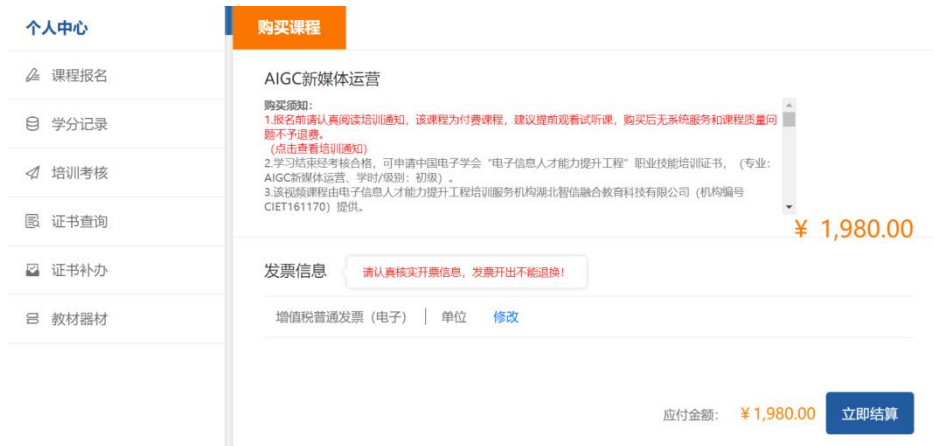 个人中心
课程报名
学分记录
培训考核
证书查询
证书补办
教材器材
购买课程
AIGC新媒体运营
购买须知：
1.报名前请认真阅读培训通知，该课程为付费课程，建议提前观看试听课，购买后无系统服务和课程质量问
题不予退费。
（点击查看培训通知）
2.学习结束经考核合格，可申请中国电子学会“电子信息人才能力提升工程”职业技能培训证书，（专业：
AIGC新媒体运营、学时/级别：初级）。
3.该视频课程由电子信息人才能力提升工程培训服务机构湖北智信融合教育科技有限公司（机构编号
CIET161170）提供。
¥ 1,980.00
发票信息 请认真核实开票信息，发票开出不能退换！
增值税普通发票（电子） 单位 修改
应付金额： ¥1,980.00 立即结算